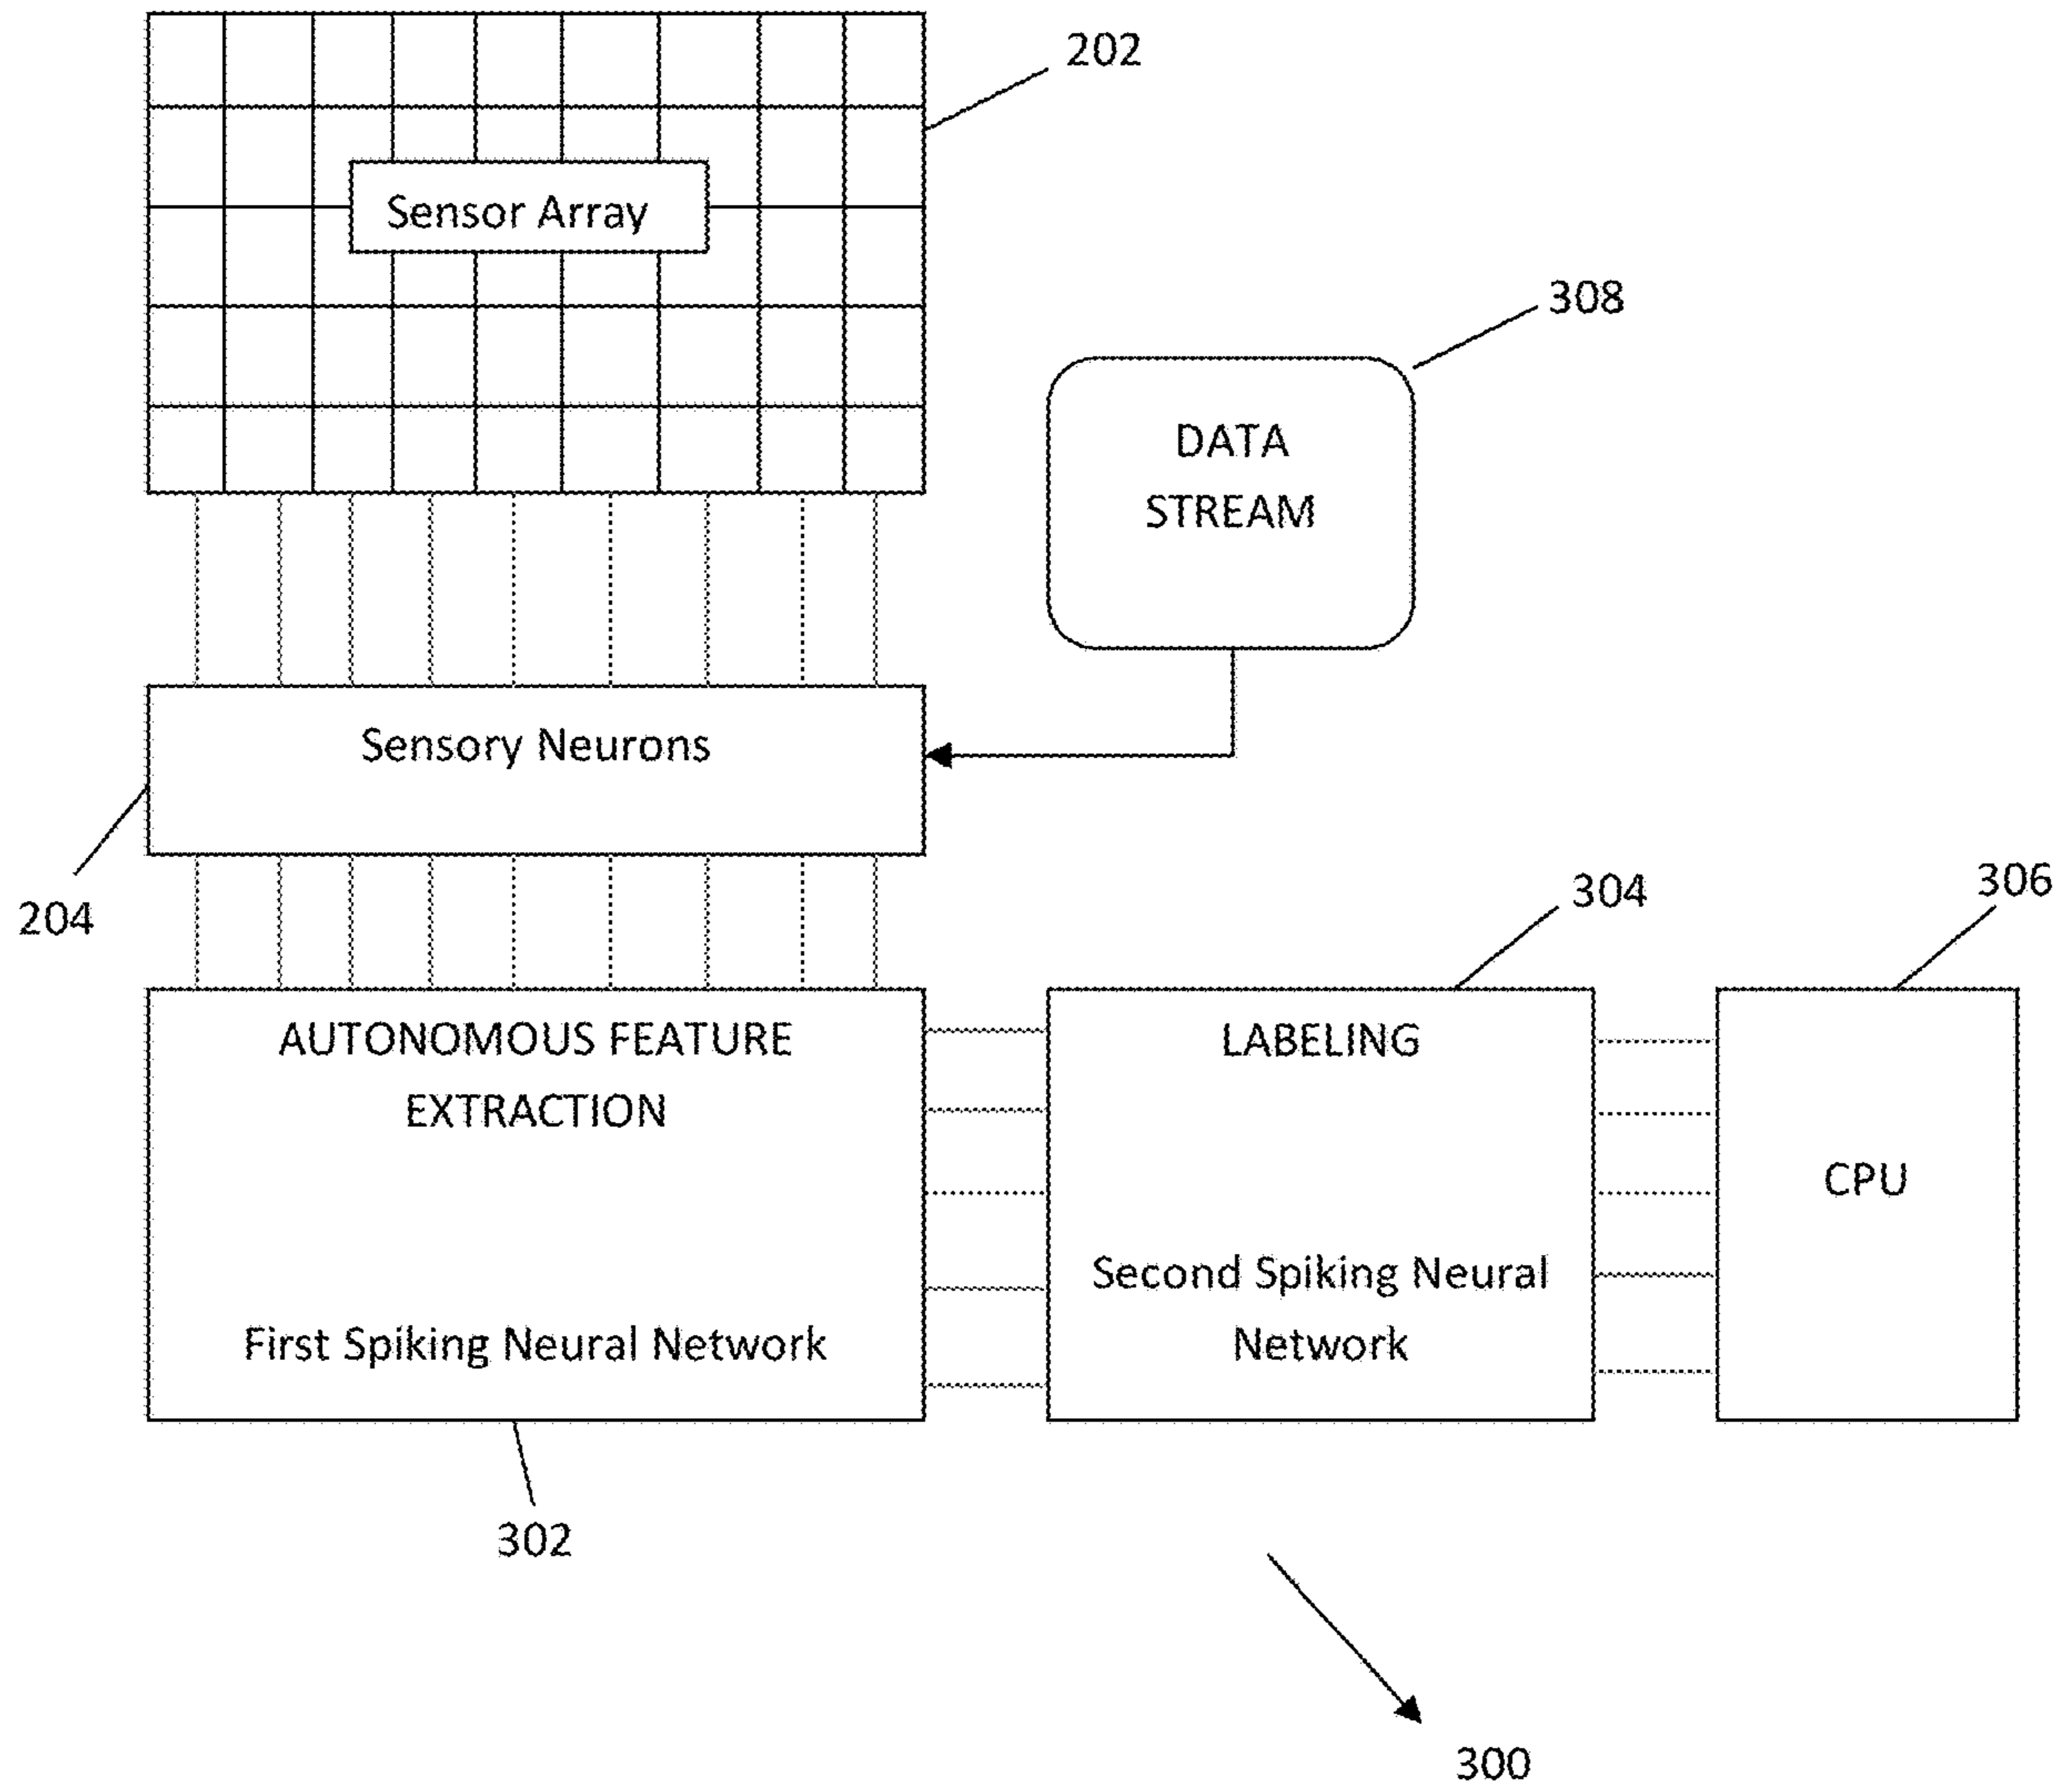 202
Sensor Array
308
DATA
STREAM
Sensory Neurons
204
304
306
AUTONOMOUS FEATURE
EXTRACTION
First Spiking Neural Network
LABELING
Second Spiking Neural
Network
CPU
302
300